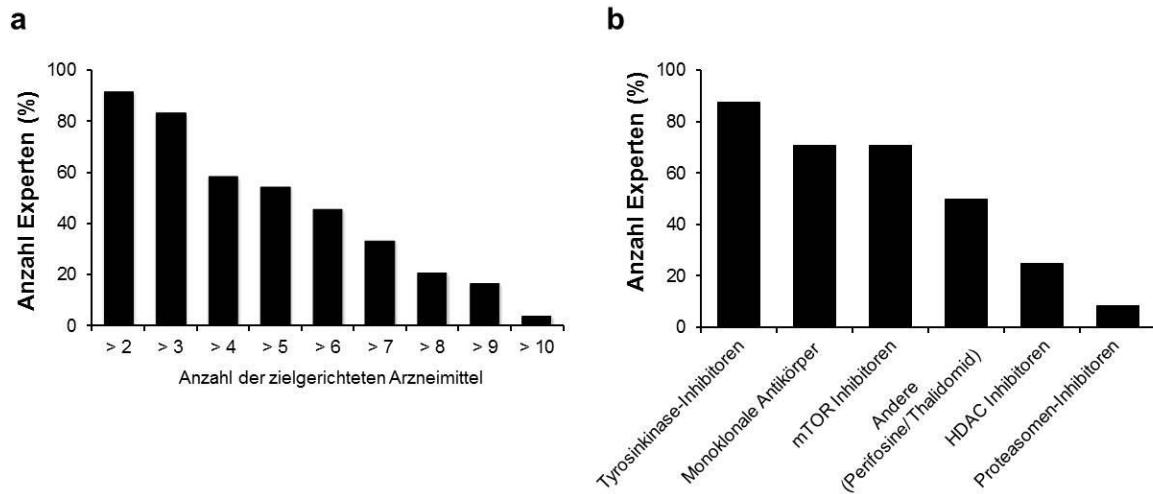 a
Anzahl Experten (%)
100
80
60
40
20
0
> 2 > 3 > 4 > 5 > 6 > 7 > 8 > 9 > 10
Anzahl der zielgerichteten Arzneimittel
b
Anzahl Experten (%)
100
80
60
40
20
0
Tyrosinkinase-Inhibitoren
Monoklonale Antikörper
mTOR Inhibitoren
Andere
(Perifosine/Thalidomid)
HDAC Inhibitoren
Proteasomen-Inhibitoren